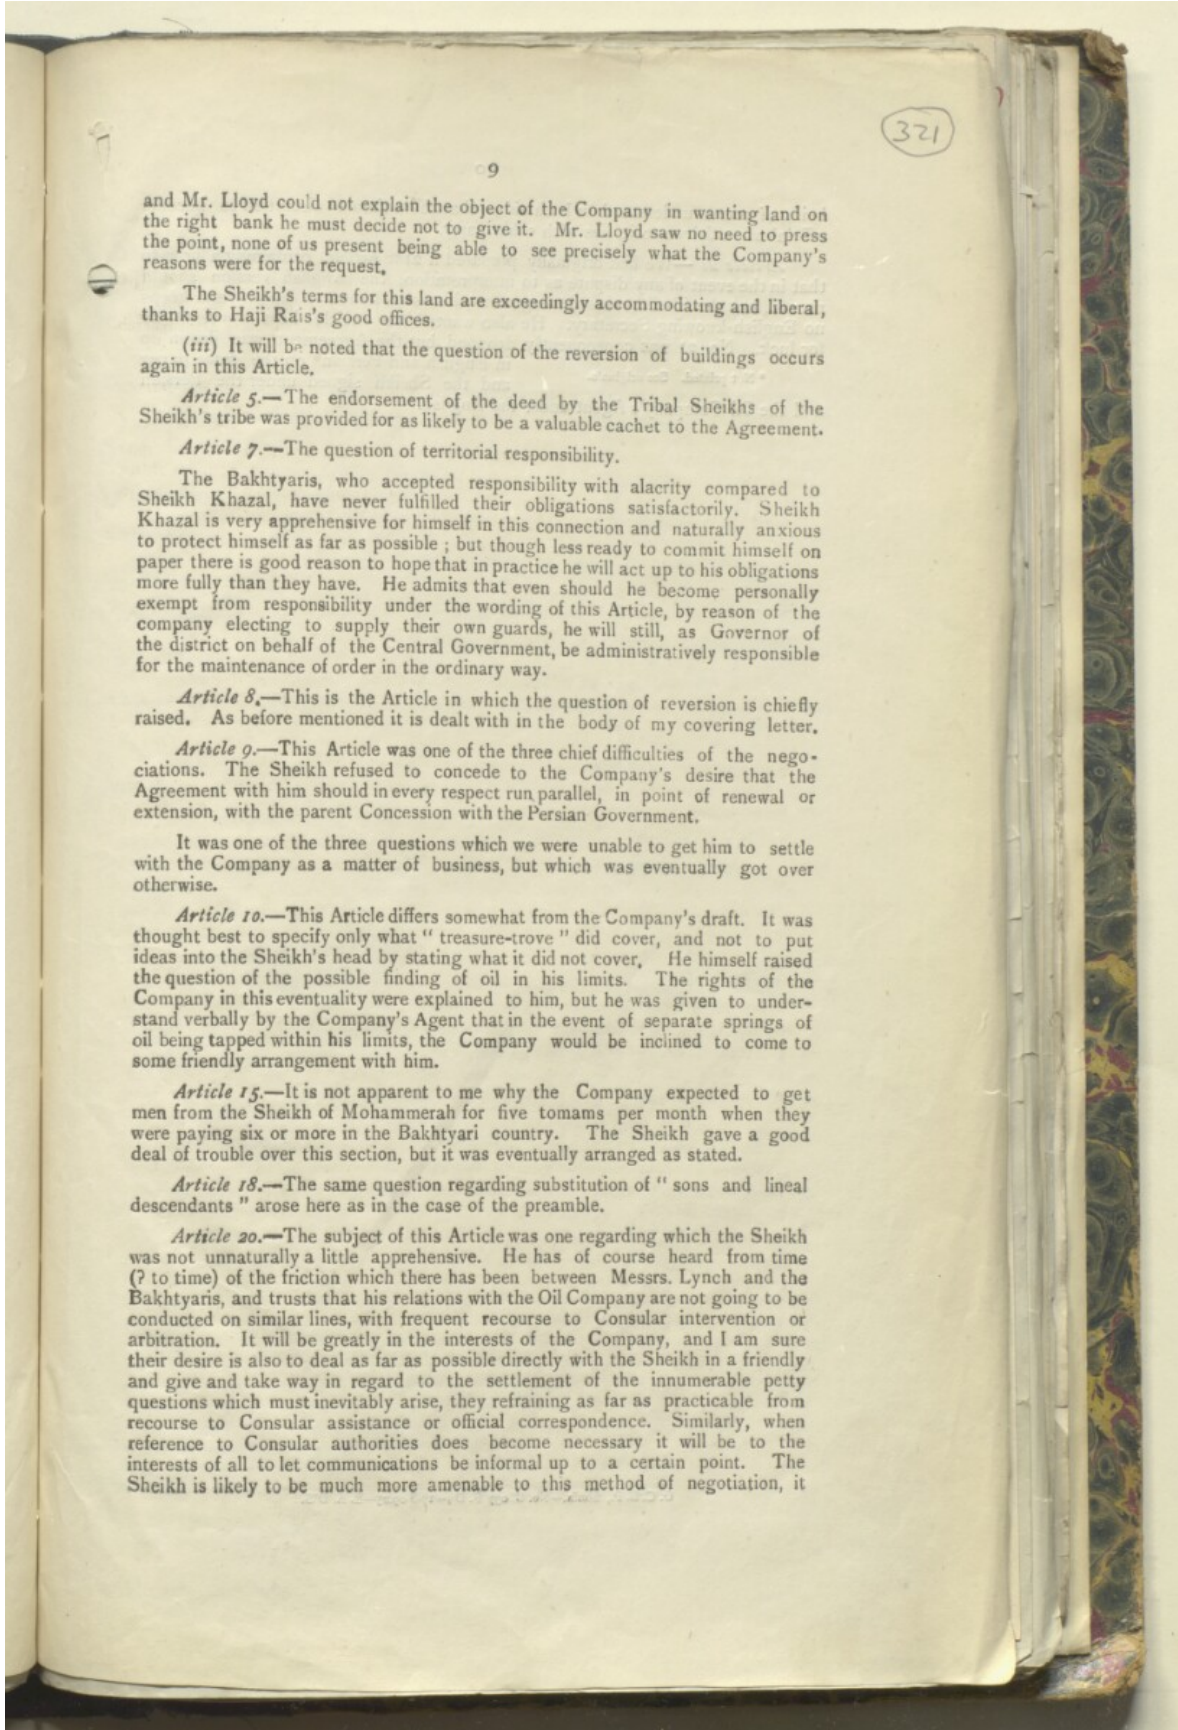 321
9
and Mr. Lloyd could not explain the object of the Company in wanting land on
the right bank he must decide not to give it. Mr. Lloyd saw no need to press
the point, none of us present being able to see precisely what the Company's
reasons were for the request.
The Sheikh's terms for this land are exceedingly accommodating and liberal,
thanks to Haji Rais's good offices.
(iii) It will be noted that the question of the reversion of buildings occurs
again in this Article.
Article 5.—The endorsement of the deed by the Tribal Sheikhs of the
Sheikh's tribe was provided for as likely to be a valuable cachet to the Agreement.
Article 7.—The question of territorial responsibility.
The Bakhtyaris, who accepted responsibility with alacrity compared to
Sheikh Khazal, have never fulfilled their obligations satisfactorily. Sheikh
Khazal is very apprehensive for himself in this connection and naturally anxious
to protect himself as far as possible ; but though less ready to commit himself on
paper there is good reason to hope that in practice he will act up to his obligations
more fully than they have. He admits that even should he become personally
exempt from responsibility under the wording of this Article, by reason of the
company electing to supply their own guards, he will still, as Governor of
the district on behalf of the Central Government, be administratively responsible
for the maintenance of order in the ordinary way.
Article 8.—This is the Article in which the question of reversion is chiefly
raised. As before mentioned it is dealt with in the body of my covering letter.
Article 9.—This Article was one of the three chief difficulties of the nego-
ciations. The Sheikh refused to concede to the Company's desire that the
Agreement with him should in every respect run parallel, in point of renewal or
extension, with the parent Concession with the Persian Government.
It was one of the three questions which we were unable to get him to settle
with the Company as a matter of business, but which was eventually got over
otherwise.
Article 10.—This Article differs somewhat from the Company's draft. It was
thought best to specify only what " treasure-trove " did cover, and not to put
ideas into the Sheikh's head by stating what it did not cover. He himself raised
the question of the possible finding of oil in his limits. The rights of the
Company in this eventuality were explained to him, but he was given to under-
stand verbally by the Company's Agent that in the event of separate springs of
oil being tapped within his limits, the Company would be inclined to come to
some friendly arrangement with him.
Article 15.—It is not apparent to me why the Company expected to get
men from the Sheikh of Mohammerah for five tomams per month when they
were paying six or more in the Bakhtyari country. The Sheikh gave a good
deal of trouble over this section, but it was eventually arranged as stated.
Article 18.—The same question regarding substitution of " sons and lineal
descendants " arose here as in the case of the preamble.
Article 20.—The subject of this Article was one regarding which the Sheikh
was not unnaturally a little apprehensive. He has of course heard from time
(? to time) of the friction which there has been between Messrs. Lynch and the
Bakhtyaris, and trusts that his relations with the Oil Company are not going to be
conducted on similar lines, with frequent recourse to Consular intervention or
arbitration. It will be greatly in the interests of the Company, and I am sure
their desire is also to deal as far as possible directly with the Sheikh in a friendly
and give and take way in regard to the settlement of the innumerable petty
questions which must inevitably arise, they refraining as far as practicable from
recourse to Consular assistance or official correspondence. Similarly, when
reference to Consular authorities does become necessary it will be to the
interests of all to let communications be informal up to a certain point. The
Sheikh is likely to be much more amenable to this method of negotiation, it